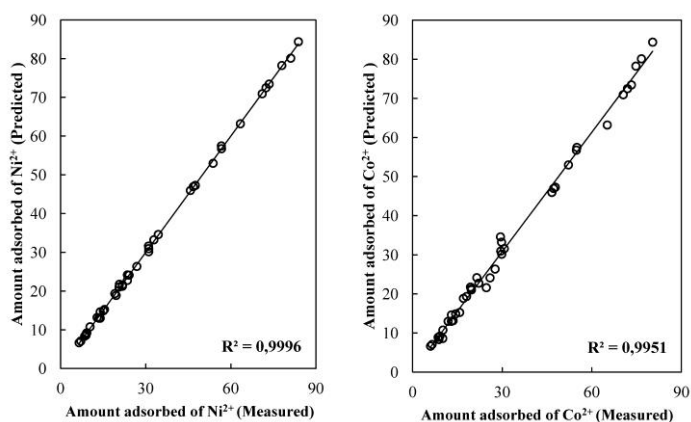 90
80
70
60
50
40
30
20
10
0
Amount adsorbed of Ni²⁺ (Predicted )
R² = 0,9996
0 30 60 90
Amount adsorbed of Ni²⁺ (Measured)
90
80
70
60
50
40
30
20
10
0
Amount adsorbed of Co²⁺ (Predicted)
R² = 0,9951
0 30 60 90
Amount adsorbed of Co²⁺ (Measured)